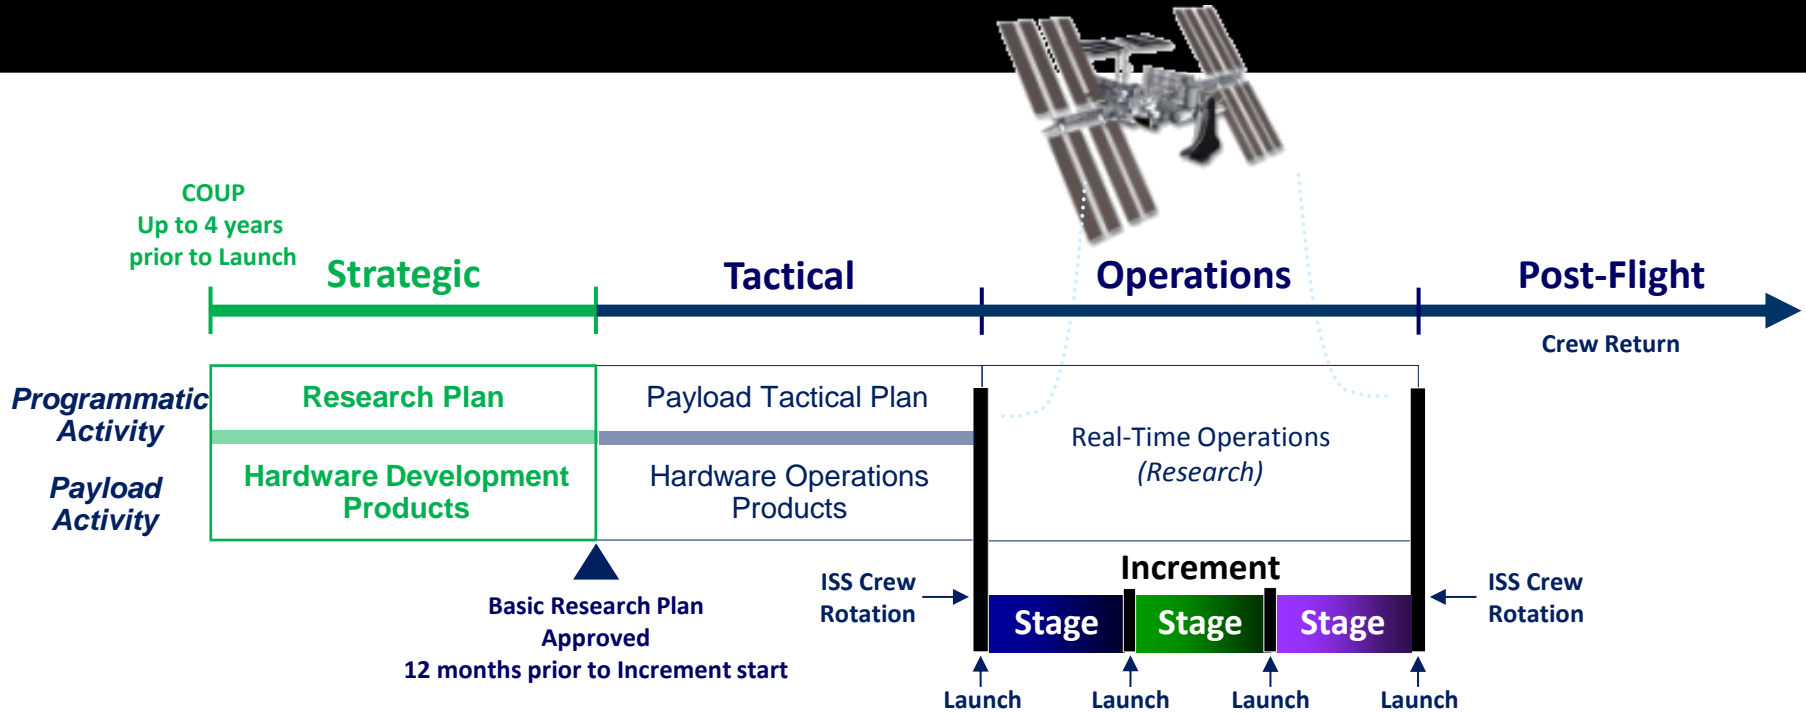 COUP
Up to 4 years
prior to Launch
Strategic
Tactical
Operations
Post-Flight
Crew Return
Programmatic
Activity
Research Plan
Payload Tactical Plan
Real-Time Operations
(Research)
Payload
Activity
Hardware Development
Products
Hardware Operations
Products
Basic Research Plan
Approved
12 months prior to Increment start
ISS Crew
Rotation
Increment
Stage
Stage
Stage
ISS Crew
Rotation
Launch
Launch
Launch
Launch